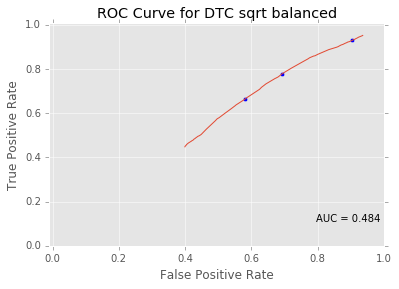 ROC Curve for DTC sqrt balanced
1.0
0.8
0.6
0.4
0.2
0.0
True Positive Rate
AUC = 0.484
0.0 0.2 0.4 0.6 0.8 1.0
False Positive Rate